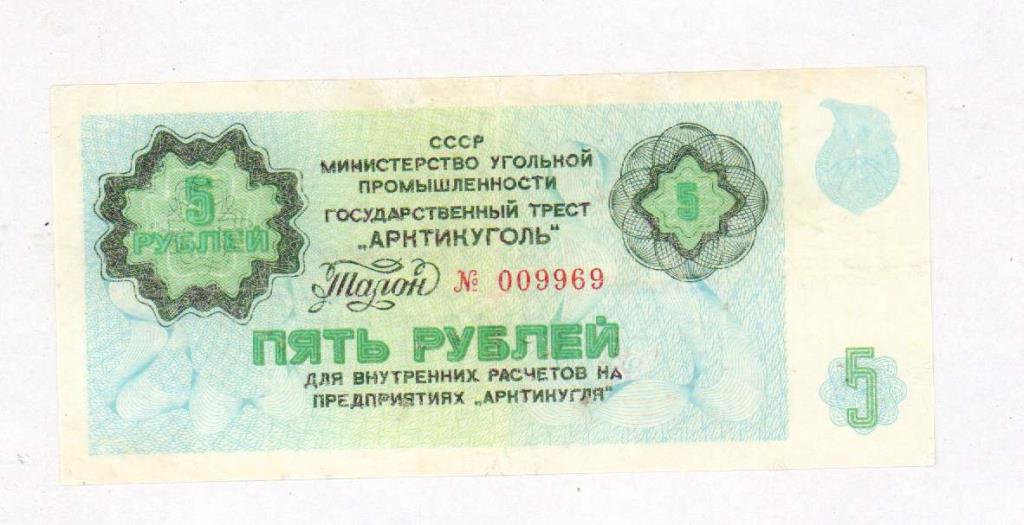 5
РУБЛЕЙ
СССР
МИНИСТЕРСТВО УГОЛЬНОЙ
ПРОМЫШЛЕННОСТИ
ГОСУДАРСТВЕННЫЙ ТРЕСТ
„АРКТИКУГОЛЬ"
Талон № 009969
ПЯТЬ РУБЛЕЙ
ДЛЯ ВНУТРЕННИХ РАСЧЕТОВ НА
ПРЕДПРИЯТИЯХ „АРКТИКУГЛЯ"
5
5